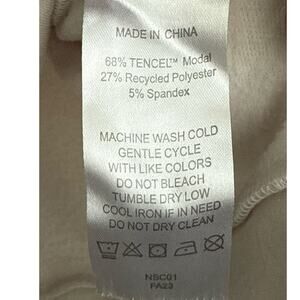 MADE IN CHINA
68% TENCEL™ Modal
27% Recycled Polyester
5% Spandex
MACHINE WASH COLD
GENTLE CYCLE
WITH LIKE COLORS
DO NOT BLEACH
TUMBLE DRY LOW
COOL IRON IF IN NEED
DO NOT DRY CLEAN
NSC01
FA23